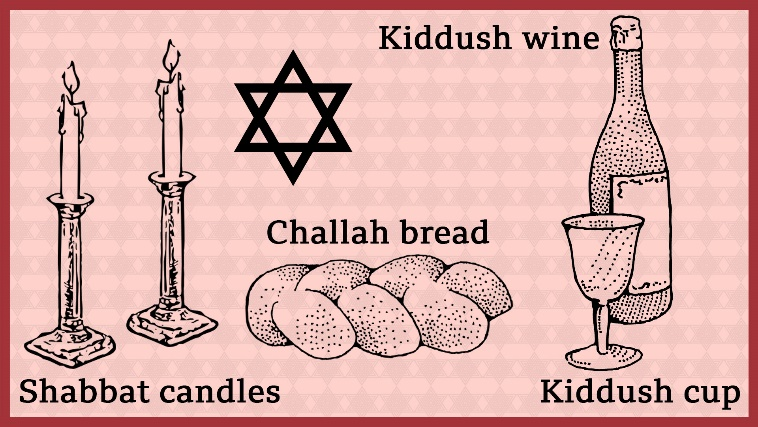 Kiddush wine
Challah bread
Shabbat candles
Kiddush cup